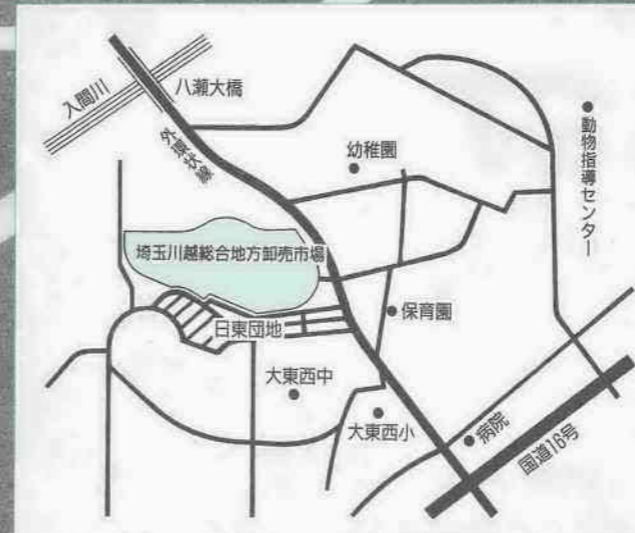 入間川
八瀬大橋
外環状線
幼稚園
動物指導センター
埼玉川越総合地方卸売市場
日東団地
保育園
大東西中
大東西小
病院
国道16号